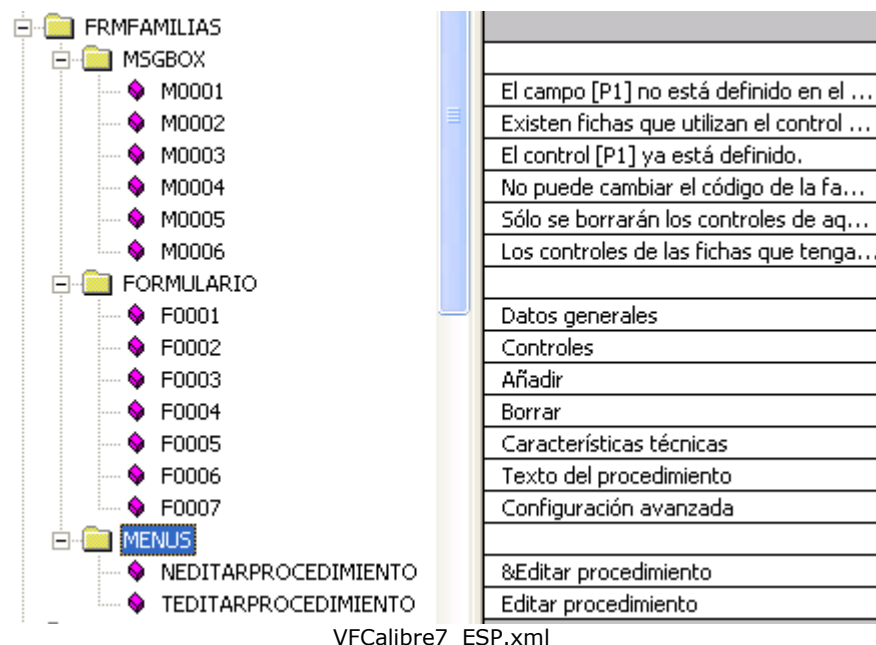 FRMFAMILIAS
MSGBOX
M0001 El campo [P1] no está definido en el ...
M0002 Existen fichas que utilizan el control ...
M0003 El control [P1] ya está definido.
M0004 No puede cambiar el código de la fa...
M0005 Sólo se borrarán los controles de aq...
M0006 Los controles de las fichas que tenga...
FORMULARIO
F0001 Datos generales
F0002 Controles
F0003 Añadir
F0004 Borrar
F0005 Características técnicas
F0006 Texto del procedimiento
F0007 Configuración avanzada
MENUS
NEDITARPROCEDIMIENTO &Editar procedimiento
TEDITARPROCEDIMIENTO Editar procedimiento
VFCalibre7_ESP.xml